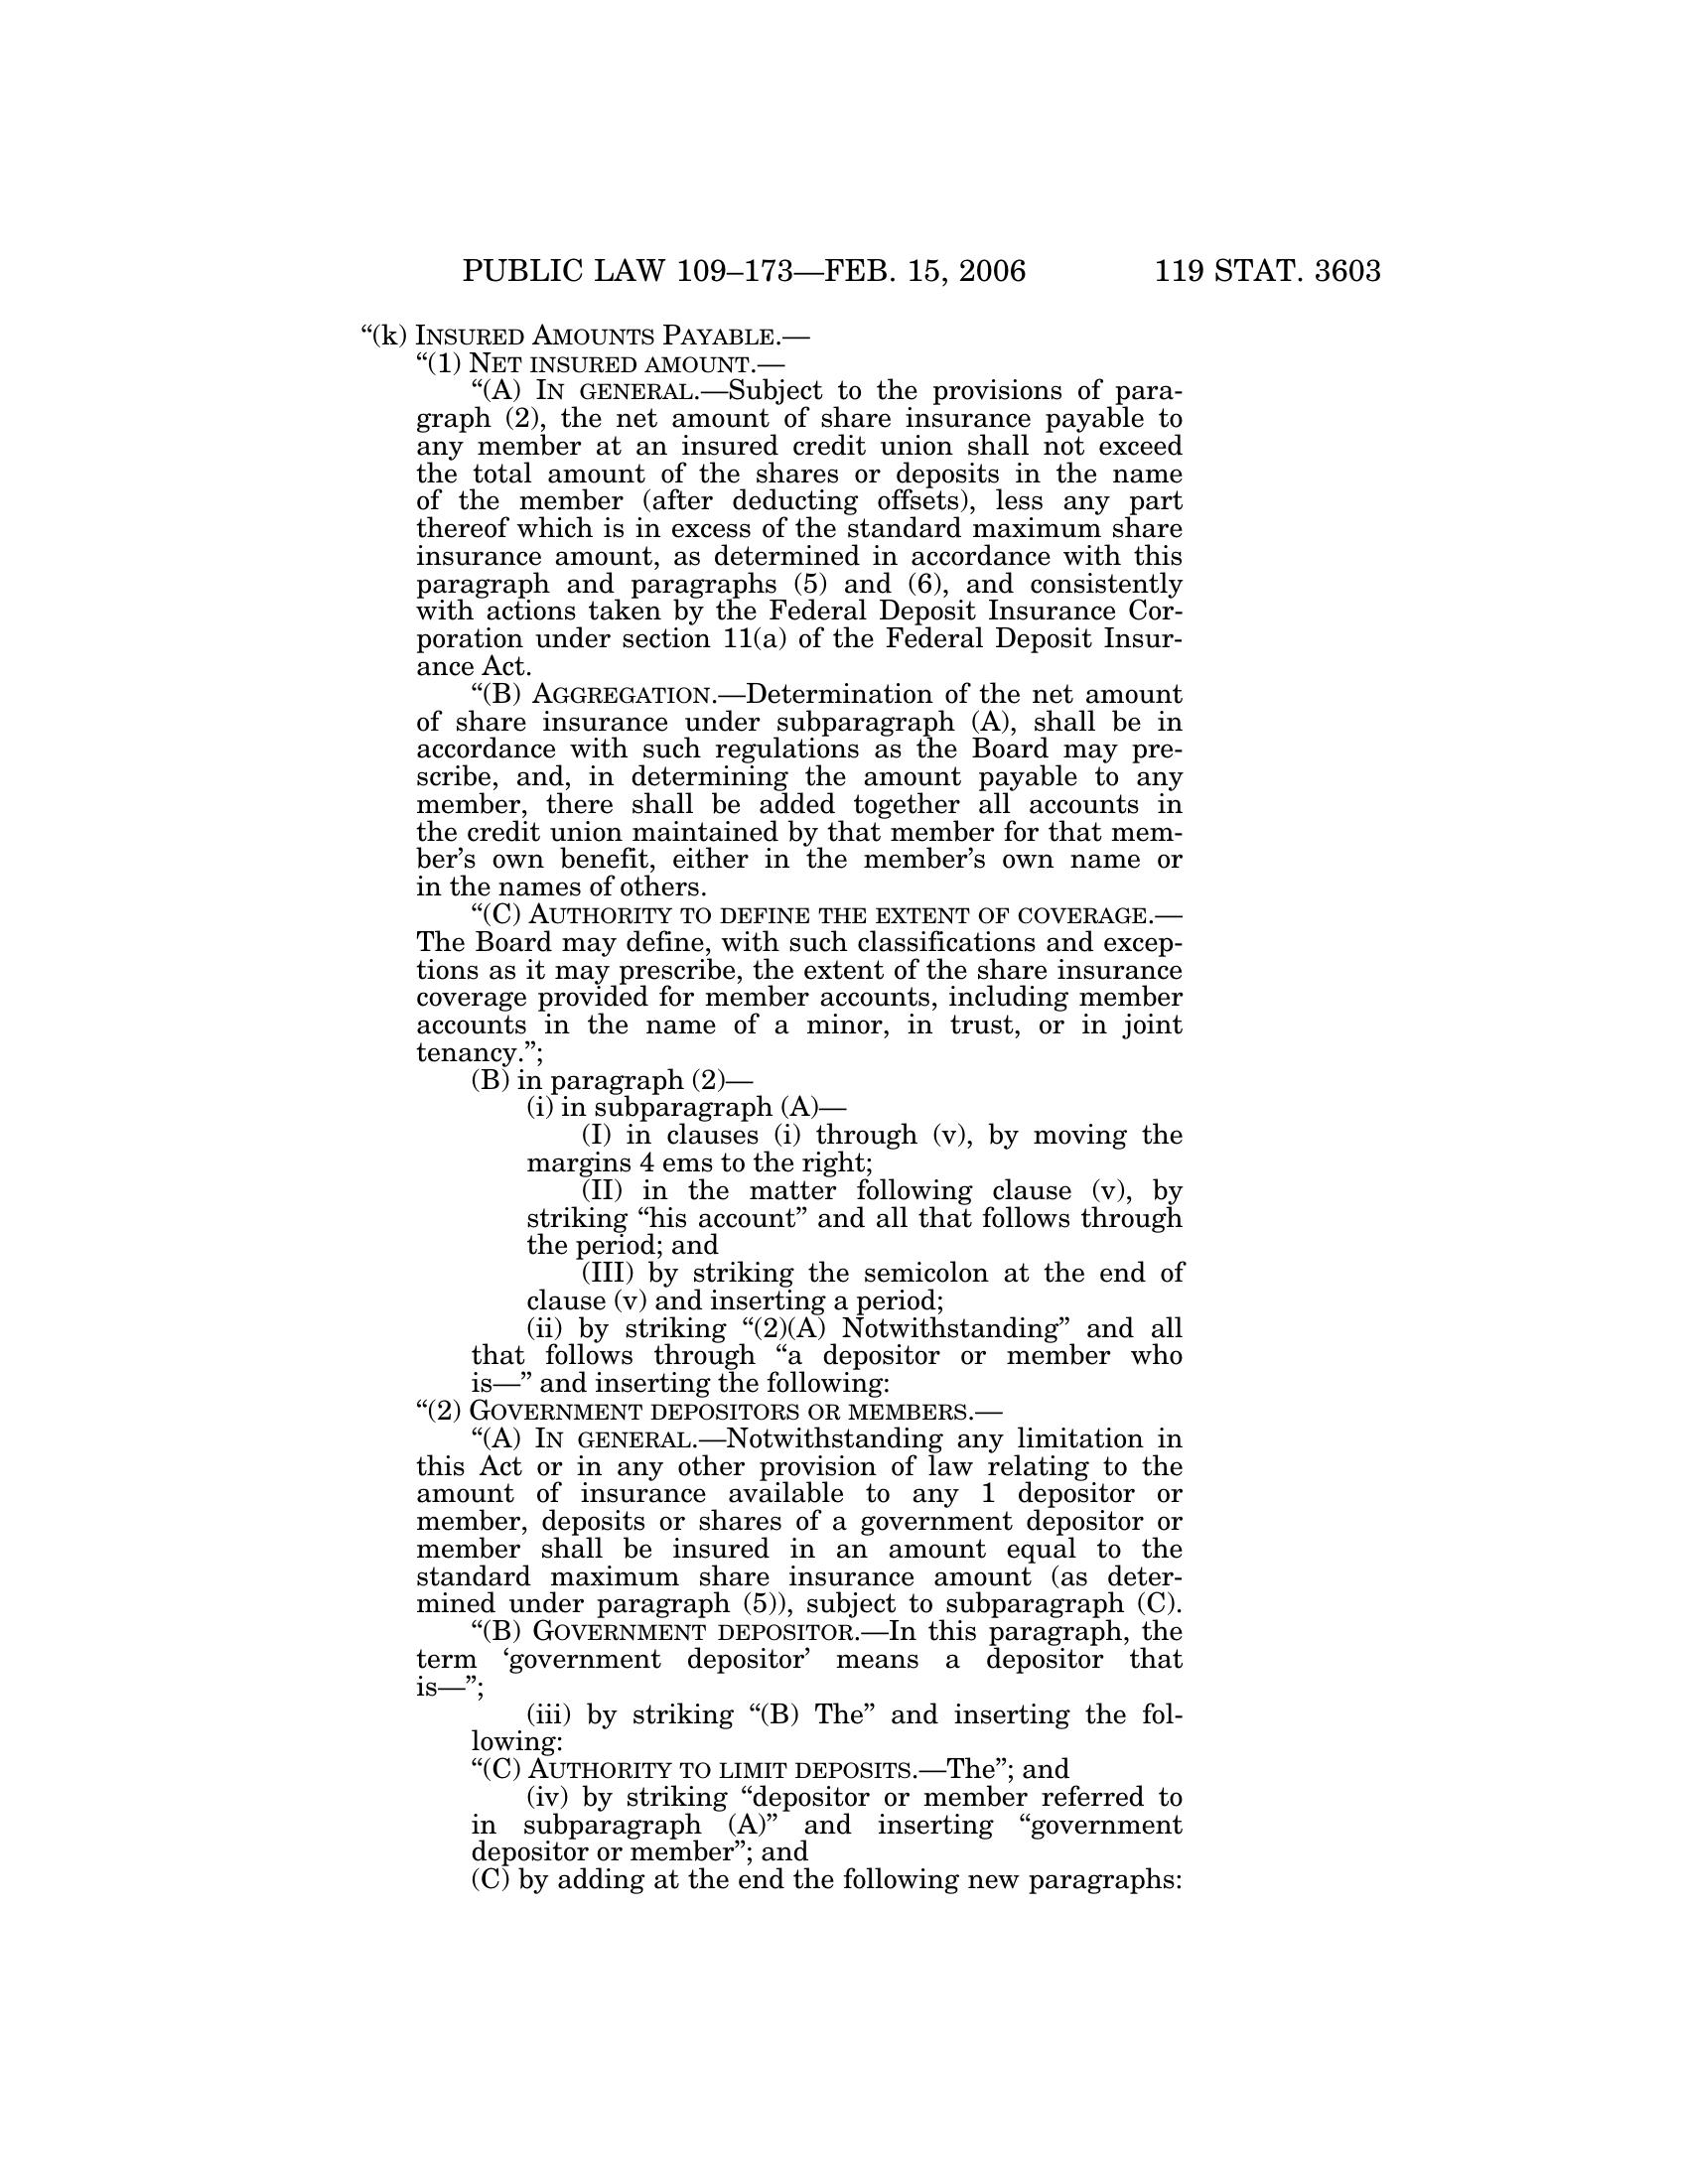 PUBLIC LAW 109–173—FEB. 15, 2006 119 STAT. 3603
“(k) INSURED AMOUNTS PAYABLE.—
“(1) NET INSURED AMOUNT.—
“(A) IN GENERAL.—Subject to the provisions of para-
graph (2), the net amount of share insurance payable to
any member at an insured credit union shall not exceed
the total amount of the shares or deposits in the name
of the member (after deducting offsets), less any part
thereof which is in excess of the standard maximum share
insurance amount, as determined in accordance with this
paragraph and paragraphs (5) and (6), and consistently
with actions taken by the Federal Deposit Insurance Cor-
poration under section 11(a) of the Federal Deposit Insur-
ance Act.
“(B) AGGREGATION.—Determination of the net amount
of share insurance under subparagraph (A), shall be in
accordance with such regulations as the Board may pre-
scribe, and, in determining the amount payable to any
member, there shall be added together all accounts in
the credit union maintained by that member for that mem-
ber’s own benefit, either in the member’s own name or
in the names of others.
“(C) AUTHORITY TO DEFINE THE EXTENT OF COVERAGE.—
The Board may define, with such classifications and excep-
tions as it may prescribe, the extent of the share insurance
coverage provided for member accounts, including member
accounts in the name of a minor, in trust, or in joint
tenancy.”;
(B) in paragraph (2)—
(i) in subparagraph (A)—
(I) in clauses (i) through (v), by moving the
margins 4 ems to the right;
(II) in the matter following clause (v), by
striking “his account” and all that follows through
the period; and
(III) by striking the semicolon at the end of
clause (v) and inserting a period;
(ii) by striking “(2)(A) Notwithstanding” and all
that follows through “a depositor or member who
is—” and inserting the following:
“(2) GOVERNMENT DEPOSITORS OR MEMBERS.—
“(A) IN GENERAL.—Notwithstanding any limitation in
this Act or in any other provision of law relating to the
amount of insurance available to any 1 depositor or
member, deposits or shares of a government depositor or
member shall be insured in an amount equal to the
standard maximum share insurance amount (as deter-
mined under paragraph (5)), subject to subparagraph (C).
“(B) GOVERNMENT DEPOSITOR.—In this paragraph, the
term ‘government depositor’ means a depositor that
is—”;
(iii) by striking “(B) The” and inserting the fol-
lowing:
“(C) AUTHORITY TO LIMIT DEPOSITS.—The”; and
(iv) by striking “depositor or member referred to
in subparagraph (A)” and inserting “government
depositor or member”; and
(C) by adding at the end the following new paragraphs: